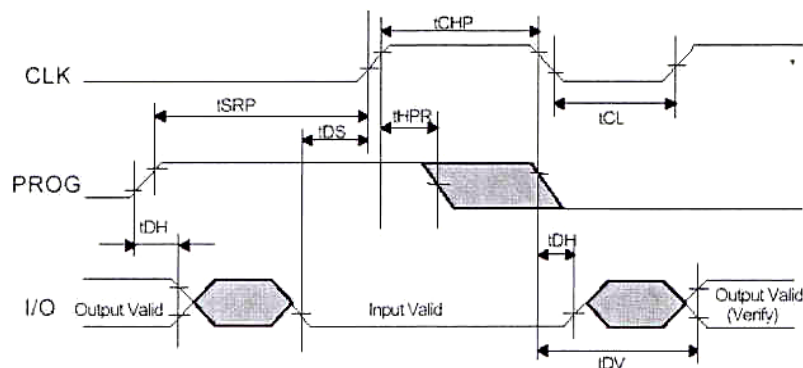 tCHP
CLK
tSRP
tHPR
tDS
tCL
PROG
tDH
tDH
I/O
Output Valid
Input Valid
Output Valid
(Verify)
tDV